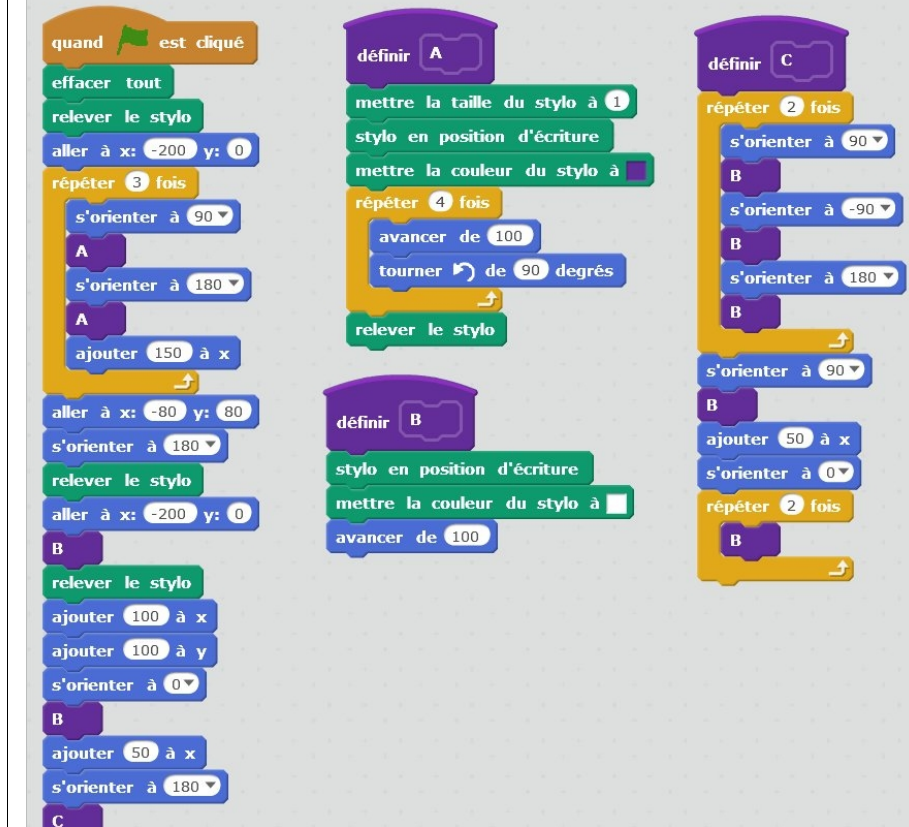 quand est cliqué
effacer tout
relever le stylo
aller à x: -200 y: 0
répéter 3 fois
s'orienter à 90
A
s'orienter à 180
A
ajouter 150 à x
aller à x: -80 y: 80
s'orienter à 180
relever le stylo
aller à x: -200 y: 0
B
relever le stylo
ajouter 100 à x
ajouter 100 à y
s'orienter à 0
B
ajouter 50 à x
s'orienter à 180
C
définir A
mettre la taille du stylo à 1
stylo en position d'écriture
mettre la couleur du stylo à
répéter 4 fois
avancer de 100
tourner de 90 degrés
relever le stylo
définir B
stylo en position d'écriture
mettre la couleur du stylo à
avancer de 100
définir C
répéter 2 fois
s'orienter à 90
B
s'orienter à -90
B
s'orienter à 180
B
s'orienter à 90
B
ajouter 50 à x
s'orienter à 0
répéter 2 fois
B